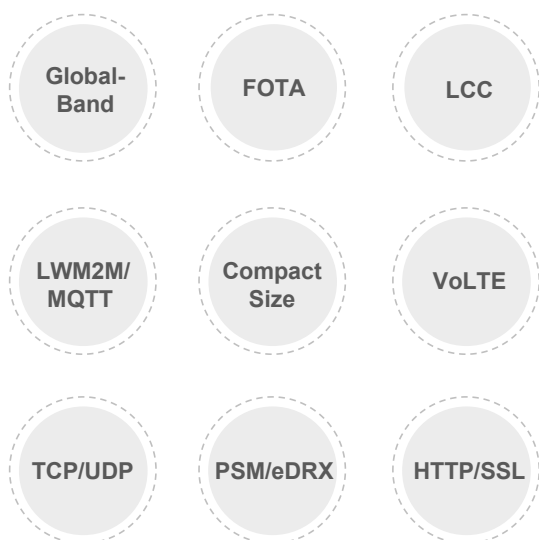 Global-
Band
FOTA
LCC
LWM2M/
MQTT
Compact
Size
VoLTE
TCP/UDP
PSM/eDRX
HTTP/SSL